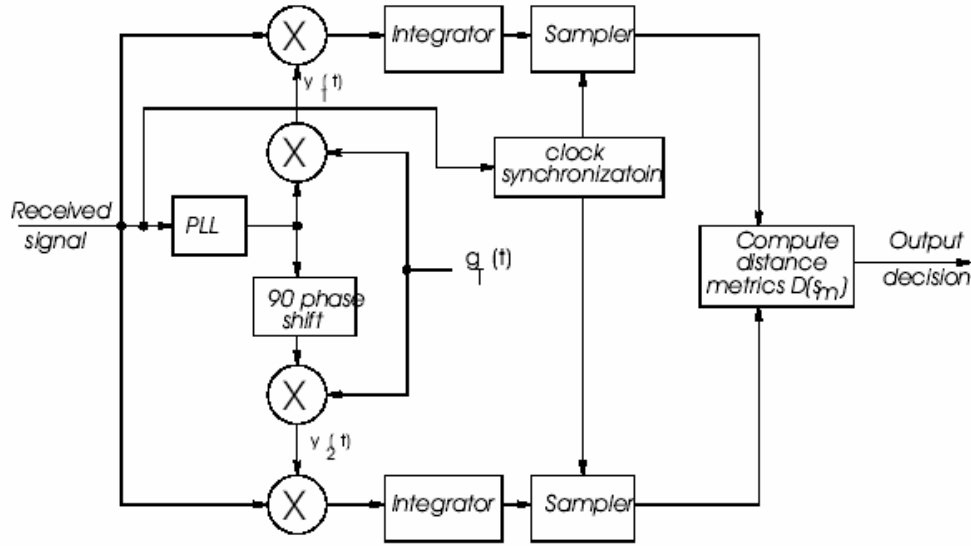 X
Integrator
Sampler
y (t)
1
X
clock
synchronizatoin
Received
signal
PLL
g (t)
T
Compute
distance
metrics D(s )
m
Output
decision
90 phase
shift
X
y (t)
2
X
Integrator
Sampler